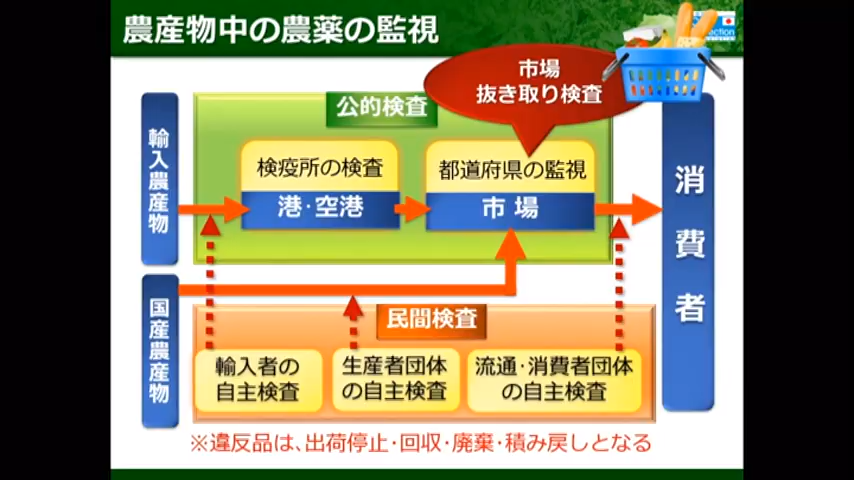 農産物中の農薬の監視
ction
市場
抜き取り検査
公的検査
輸入農産物
検疫所の検査
港・空港
都道府県の監視
市場
消費者
国産農産物
民間検査
輸入者の
自主検査
生産者団体
の自主検査
流通・消費者団体
の自主検査
※違反品は、出荷停止・回収・廃棄・積み戻しとなる